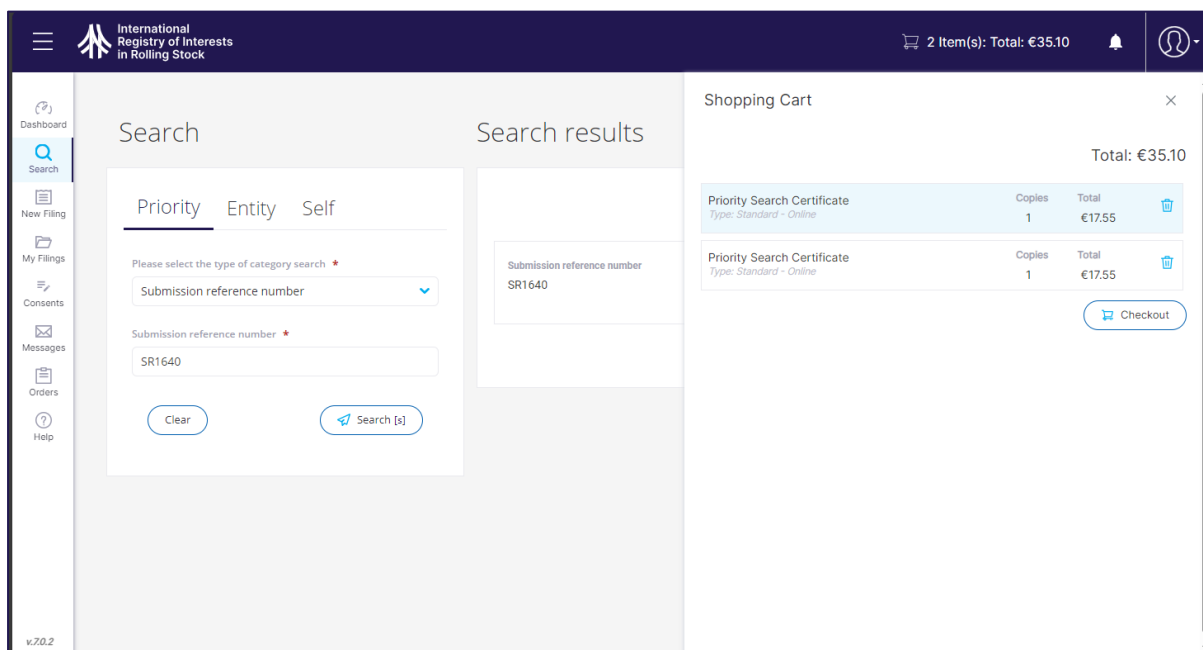 International
Registry of Interests
in Rolling Stock
2 Item(s): Total: €35.10
Dashboard
Search
New Filing
My Filings
Consents
Messages
Orders
Help
v.7.0.2
Search
Priority Entity Self
Please select the type of category search *
Submission reference number
Submission reference number *
SR1640
Clear
Search [s]
Search results
Submission reference number
SR1640
Shopping Cart
Total: €35.10
Priority Search Certificate Copies Total
Type: Standard - Online 1 €17.55
Priority Search Certificate Copies Total
Type: Standard - Online 1 €17.55
Checkout